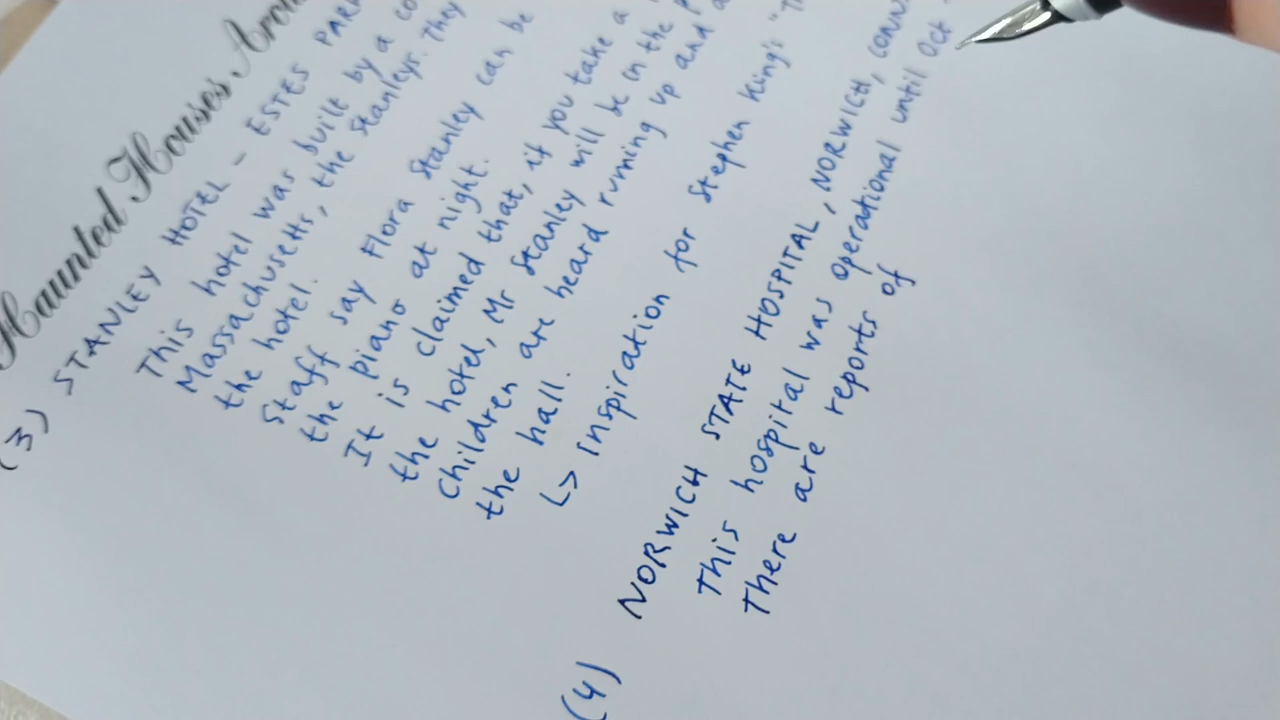 Haunted Houses
(3) STANLEY HOTEL - ESTES PARK
This hotel was built by a
Massachusetts, the Stanleys. They
the hotel.
Staff say Flora Stanley can be
the piano at night.
It is claimed that, if you take a
the hotel, Mr Stanley will be in the
Children are heard running up and
the hall.
↳ Inspiration for Stephen King's
(4) NORWICH STATE HOSPITAL, NORWICH,
This hospital was operational until Oct
There are reports of